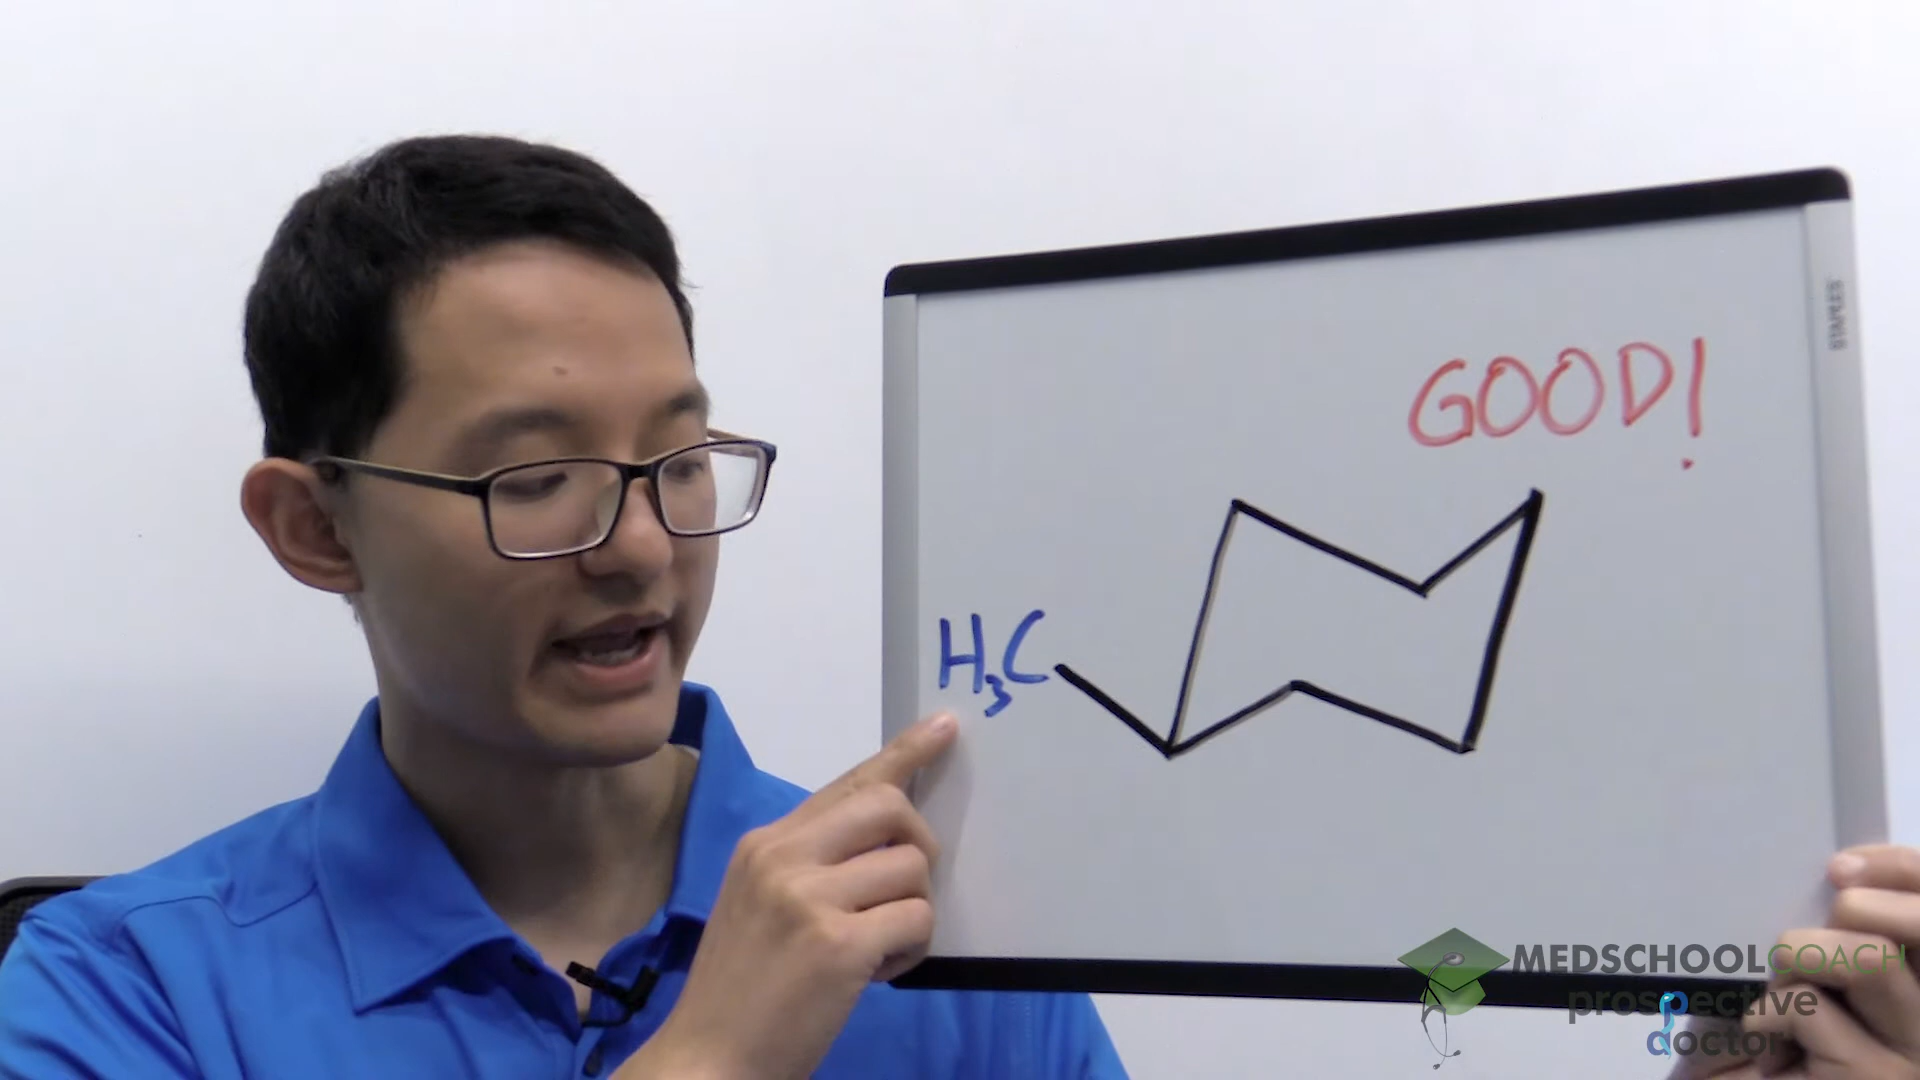 STAPLES
GOOD!
H₃C
MEDSCHOOLCOACH
prospective
doctor